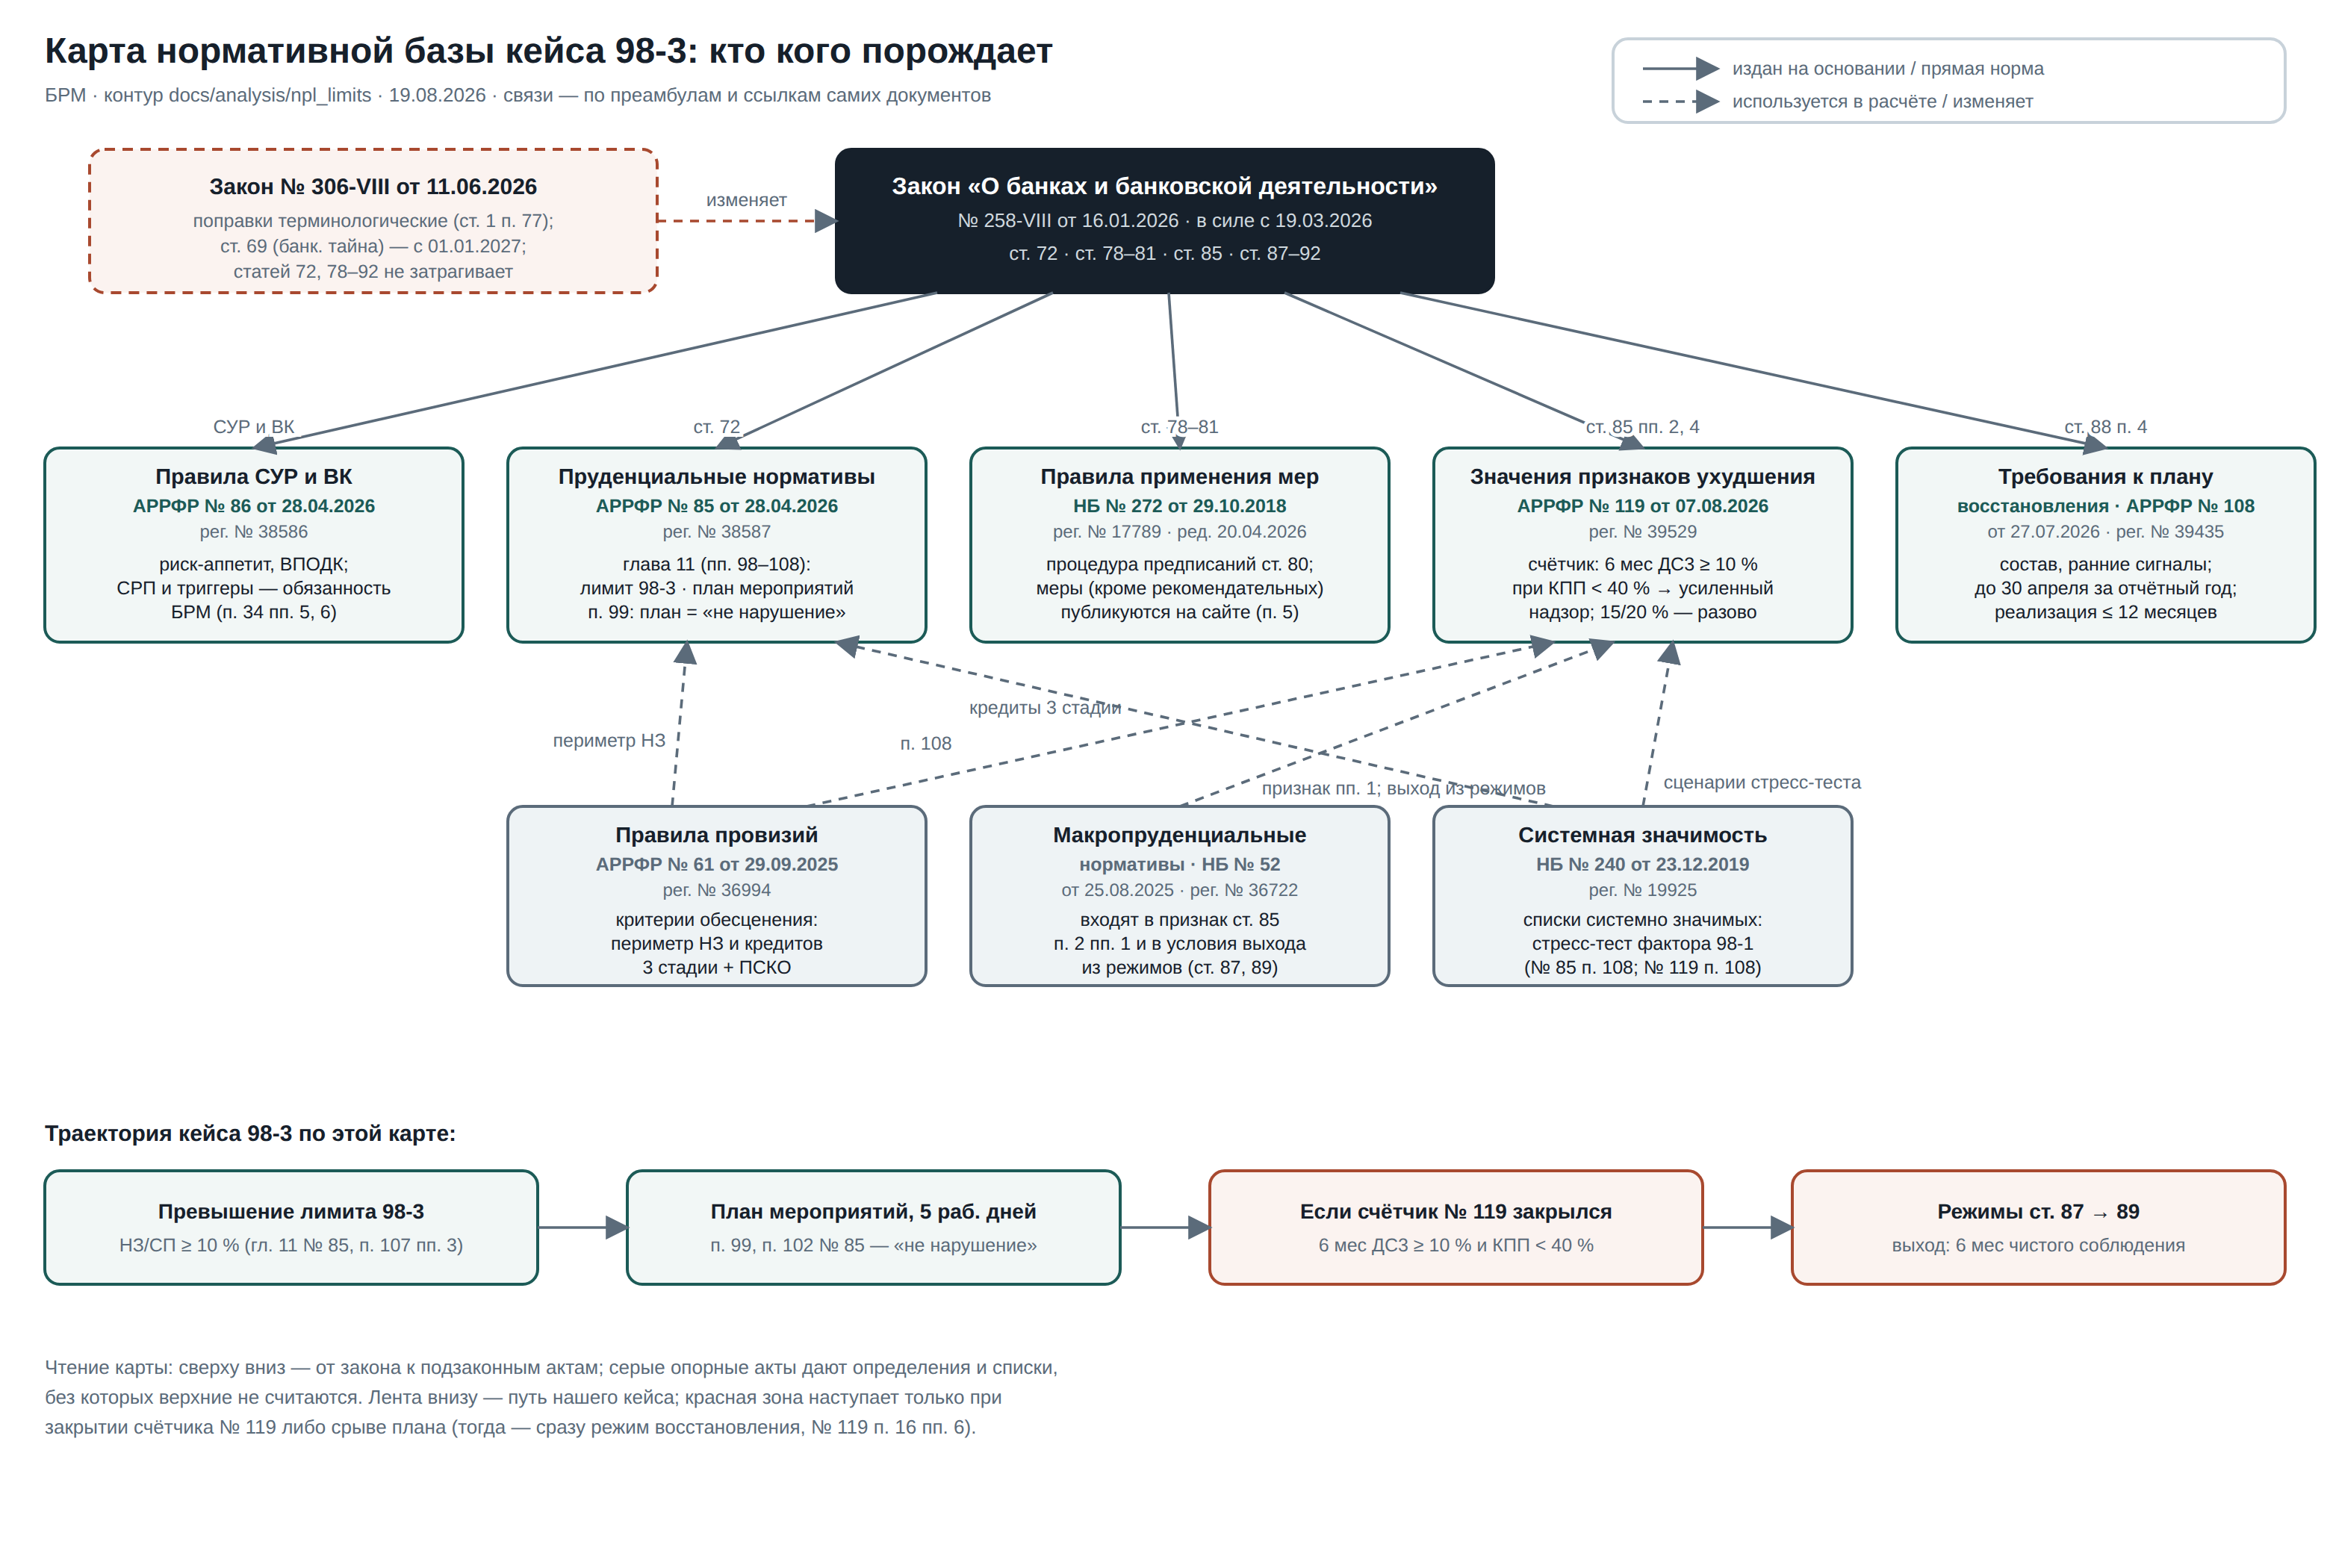 Карта нормативной базы кейса 98-3: кто кого порождает
БРМ · контур docs/analysis/npl_limits · 19.08.2026 · связи — по преамбулам и ссылкам самих документов
издан на основании / прямая норма
используется в расчёте / изменяет
Закон № 306-VIII от 11.06.2026
поправки терминологические (ст. 1 п. 77);
ст. 69 (банк. тайна) — с 01.01.2027;
статей 72, 78–92 не затрагивает
изменяет
Закон «О банках и банковской деятельности»
№ 258-VIII от 16.01.2026 · в силе с 19.03.2026
ст. 72 · ст. 78–81 · ст. 85 · ст. 87–92
СУР и ВК
ст. 72
ст. 78–81
ст. 85 пп. 2, 4
ст. 88 п. 4
Правила СУР и ВК
АРРФР № 86 от 28.04.2026
рег. № 38586
риск-аппетит, ВПОДК;
СРП и триггеры — обязанность
БРМ (п. 34 пп. 5, 6)
Пруденциальные нормативы
АРРФР № 85 от 28.04.2026
рег. № 38587
глава 11 (пп. 98–108):
лимит 98-3 · план мероприятий
п. 99: план = «не нарушение»
Правила применения мер
НБ № 272 от 29.10.2018
рег. № 17789 · ред. 20.04.2026
процедура предписаний ст. 80;
меры (кроме рекомендательных)
публикуются на сайте (п. 5)
Значения признаков ухудшения
АРРФР № 119 от 07.08.2026
рег. № 39529
счётчик: 6 мес ДС3 ≥ 10 %
при КПП < 40 % → усиленный
надзор; 15/20 % — разово
Требования к плану
восстановления · АРРФР № 108
от 27.07.2026 · рег. № 39435
состав, ранние сигналы;
до 30 апреля за отчётный год;
реализация ≤ 12 месяцев
кредиты 3 стадии
периметр НЗ
п. 108
признак пп. 1; выход из режимов
сценарии стресс-теста
Правила провизий
АРРФР № 61 от 29.09.2025
рег. № 36994
критерии обесценения:
периметр НЗ и кредитов
3 стадии + ПСКО
Макропруденциальные
нормативы · НБ № 52
от 25.08.2025 · рег. № 36722
входят в признак ст. 85
п. 2 пп. 1 и в условия выхода
из режимов (ст. 87, 89)
Системная значимость
НБ № 240 от 23.12.2019
рег. № 19925
списки системно значимых:
стресс-тест фактора 98-1
(№ 85 п. 108; № 119 п. 108)
Траектория кейса 98-3 по этой карте:
Превышение лимита 98-3
НЗ/СП ≥ 10 % (гл. 11 № 85, п. 107 пп. 3)
План мероприятий, 5 раб. дней
п. 99, п. 102 № 85 — «не нарушение»
Если счётчик № 119 закрылся
6 мес ДС3 ≥ 10 % и КПП < 40 %
Режимы ст. 87 → 89
выход: 6 мес чистого соблюдения
Чтение карты: сверху вниз — от закона к подзаконным актам; серые опорные акты дают определения и списки,
без которых верхние не считаются. Лента внизу — путь нашего кейса; красная зона наступает только при
закрытии счётчика № 119 либо срыве плана (тогда — сразу режим восстановления, № 119 п. 16 пп. 6).